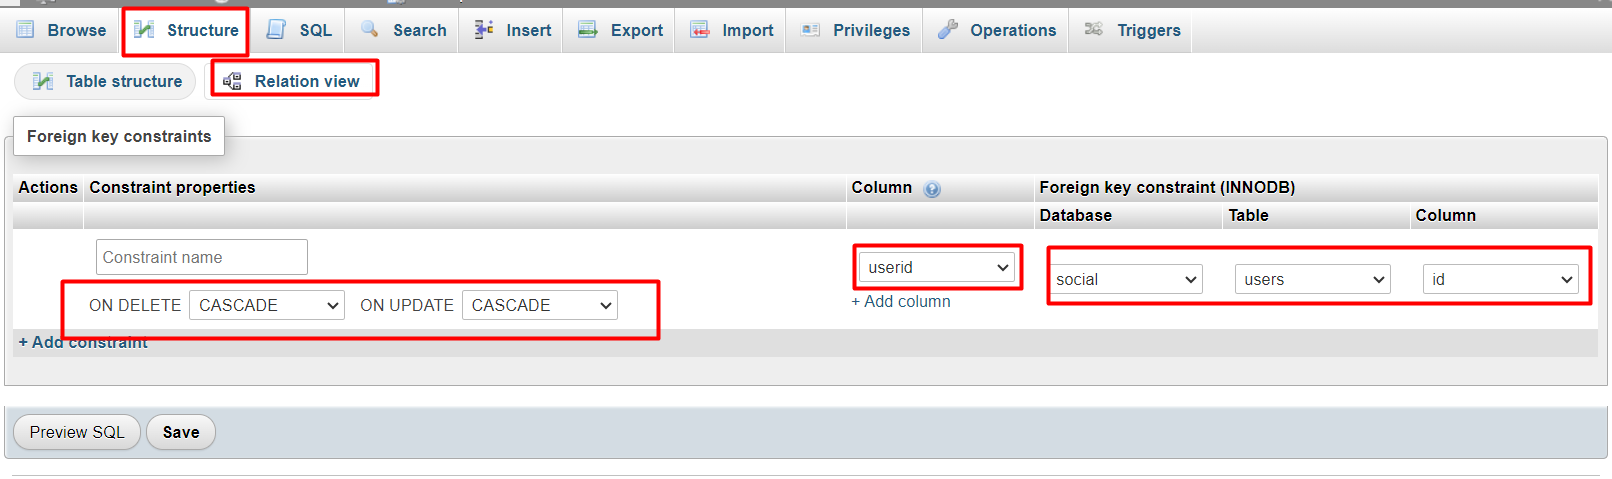 Browse Structure SQL Search Insert Export Import Privileges Operations Triggers
Table structure Relation view
Foreign key constraints
Actions Constraint properties Column Foreign key constraint (INNODB)
Database Table Column
Constraint name
userid
social users id
ON DELETE CASCADE ON UPDATE CASCADE
+ Add column
+ Add constraint
Preview SQL Save